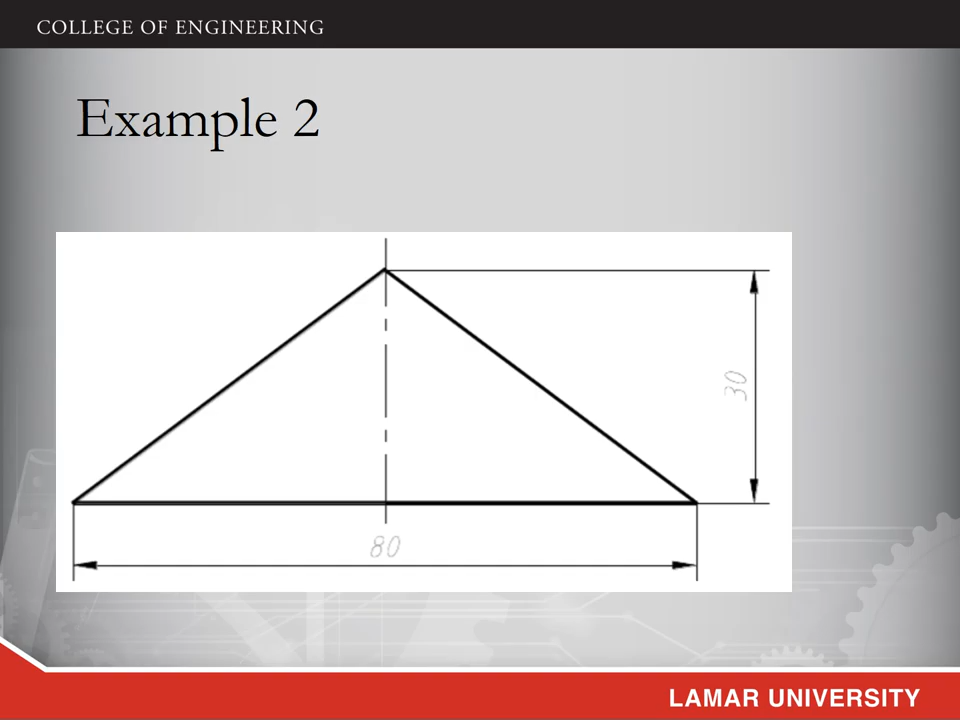 COLLEGE OF ENGINEERING
Example 2
30
80
LAMAR UNIVERSITY